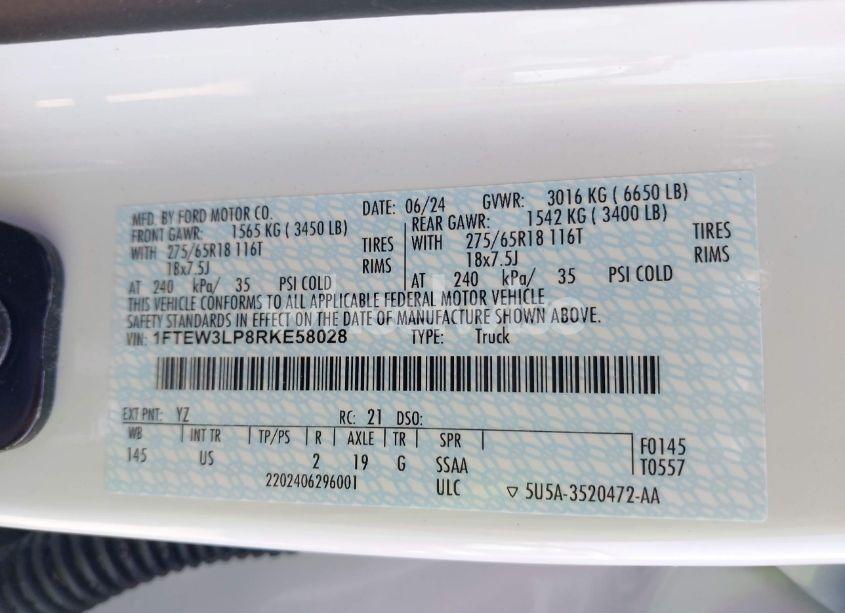 MFD. BY FORD MOTOR CO. DATE: 06/24 GVWR: 3016 KG ( 6650 LB)
FRONT GAWR: 1565 KG ( 3450 LB) REAR GAWR: 1542 KG ( 3400 LB)
WITH 275/65R18 116T TIRES WITH 275/65R18 116T TIRES
18x7.5J RIMS 18x7.5J RIMS
AT 240 kPa/ 35 PSI COLD AT 240 kPa/ 35 PSI COLD
THIS VEHICLE CONFORMS TO ALL APPLICABLE FEDERAL MOTOR VEHICLE
SAFETY STANDARDS IN EFFECT ON THE DATE OF MANUFACTURE SHOWN ABOVE.
VIN: 1FTEW3LP8RKE58028 TYPE: Truck
EXT PNT: YZ RC: 21 DSO:
WB INT TR TP/PS R AXLE TR SPR F0145
145 US 2 19 G SSAA T0557
2202406296001 ULC ▽ 5U5A-3520472-AA